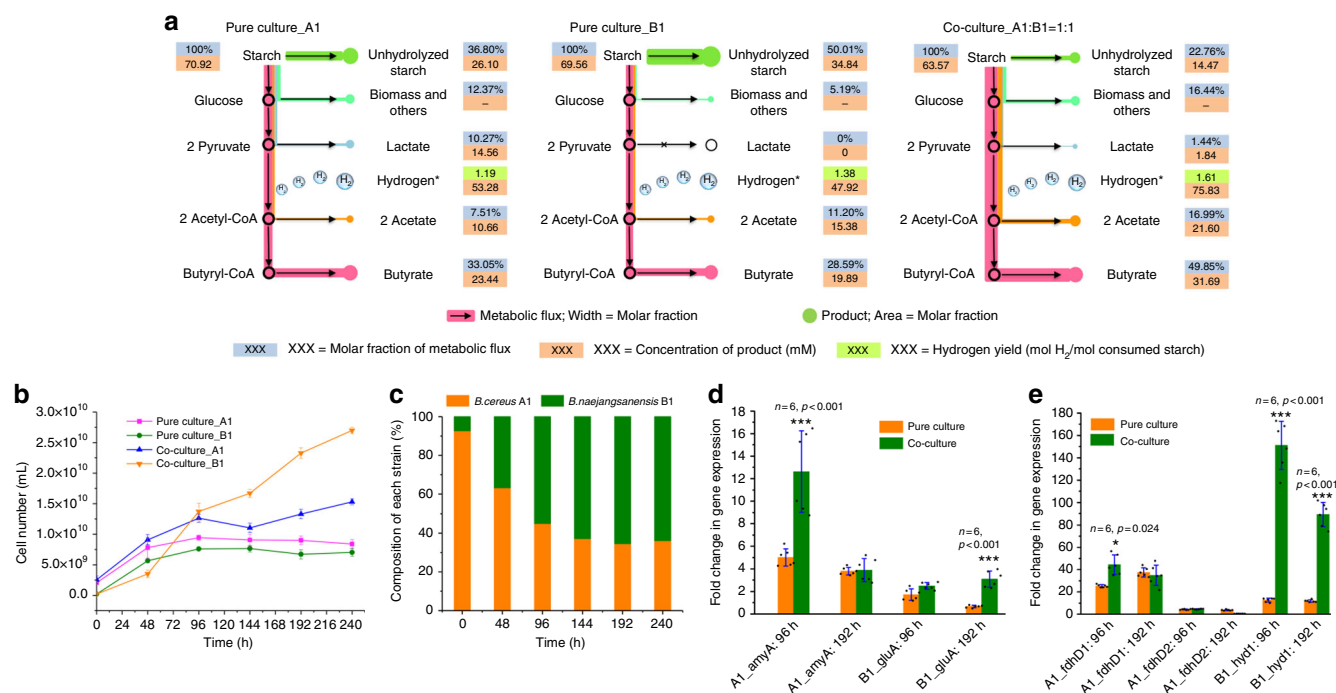 a
Pure culture_A1
100%
70.92
Starch
Unhydrolyzed starch
36.80%
26.10
Glucose
Biomass and others
12.37%
–
2 Pyruvate
Lactate
10.27%
14.56
H2 H2 H2 H2
Hydrogen*
1.19
53.28
2 Acetyl-CoA
2 Acetate
7.51%
10.66
Butyryl-CoA
Butyrate
33.05%
23.44
Pure culture_B1
100%
69.56
Starch
Unhydrolyzed starch
50.01%
34.84
Glucose
Biomass and others
5.19%
–
2 Pyruvate
Lactate
0%
0
H2 H2 H2 H2
Hydrogen*
1.38
47.92
2 Acetyl-CoA
2 Acetate
11.20%
15.38
Butyryl-CoA
Butyrate
28.59%
19.89
Co-culture_A1:B1=1:1
100%
63.57
Starch
Unhydrolyzed starch
22.76%
14.47
Glucose
Biomass and others
16.44%
–
2 Pyruvate
Lactate
1.44%
1.84
H2 H2 H2 H2
Hydrogen*
1.61
75.83
2 Acetyl-CoA
2 Acetate
16.99%
21.60
Butyryl-CoA
Butyrate
49.85%
31.69
Metabolic flux; Width = Molar fraction
Product; Area = Molar fraction
XXX XXX = Molar fraction of metabolic flux
XXX XXX = Concentration of product (mM)
XXX XXX = Hydrogen yield (mol H2/mol consumed starch)
b
Cell number (mL)
3.0×10^10
2.5×10^10
2.0×10^10
1.5×10^10
1.0×10^10
5.0×10^9
0.0
Pure culture_A1
Pure culture_B1
Co-culture_A1
Co-culture_B1
0 24 48 72 96 120 144 168 192 216 240
Time (h)
c
B.cereus A1
B.naejangsanensis B1
Composition of each strain (%)
100
80
60
40
20
0
0 48 96 144 192 240
Time (h)
d
Fold change in gene expression
18
16
14
12
10
8
6
4
2
0
n=6, p<0.001
***
Pure culture
Co-culture
n=6,
p<0.001
***
A1_amyA: 96 h
A1_amyA: 192 h
B1_gluA: 96 h
B1_gluA: 192 h
e
Fold change in gene expression
180
160
140
120
100
80
60
40
20
0
Pure culture
Co-culture
n=6, p<0.001
***
n=6,
p<0.001
***
n=6, p=0.024
*
A1_fdhD1: 96 h
A1_fdhD1: 192 h
A1_fdhD2: 96 h
A1_fdhD2: 192 h
B1_hyd1: 96 h
B1_hyd1: 192 h